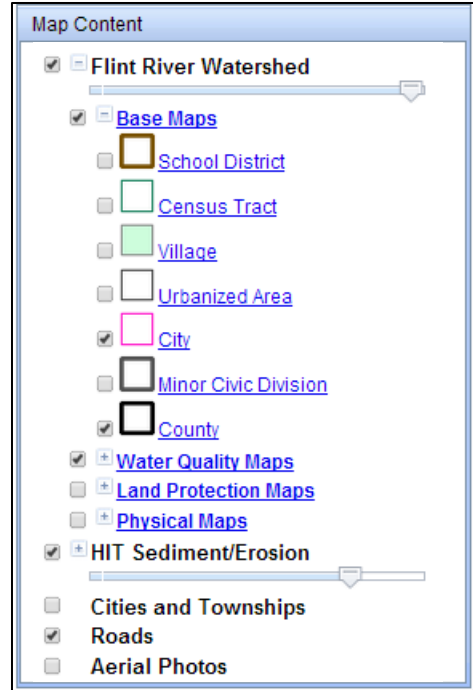 Map Content
Flint River Watershed
Base Maps
School District
Census Tract
Village
Urbanized Area
City
Minor Civic Division
County
Water Quality Maps
Land Protection Maps
Physical Maps
HIT Sediment/Erosion
Cities and Townships
Roads
Aerial Photos